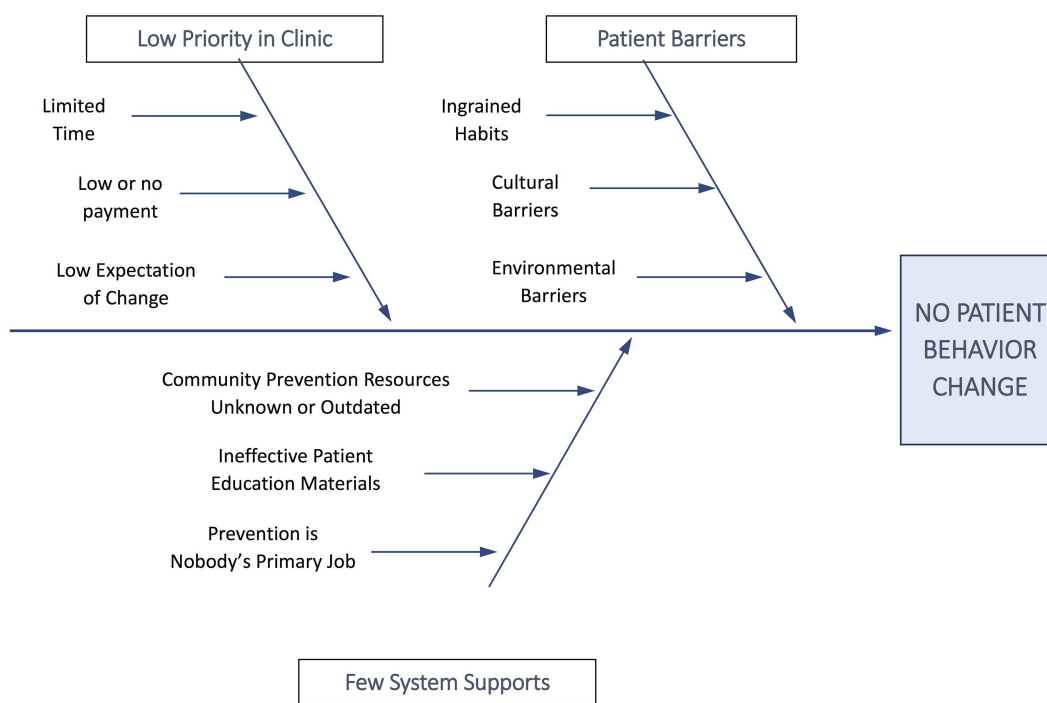 Low Priority in Clinic
Patient Barriers
Limited
Time
Low or no
payment
Low Expectation
of Change
Ingrained
Habits
Cultural
Barriers
Environmental
Barriers
NO PATIENT
BEHAVIOR
CHANGE
Community Prevention Resources
Unknown or Outdated
Ineffective Patient
Education Materials
Prevention is
Nobody’s Primary Job
Few System Supports